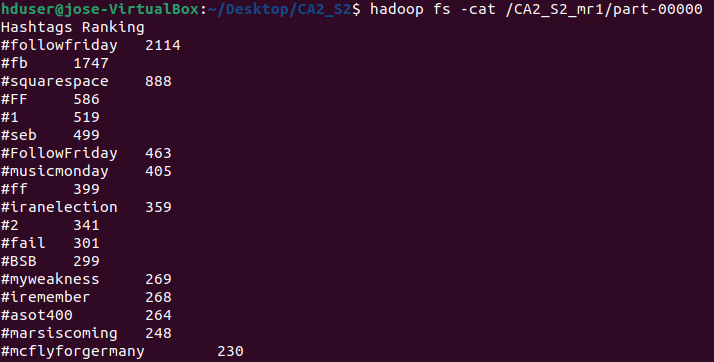 hduser@jose-VirtualBox:~/Desktop/CA2_S2$ hadoop fs -cat /CA2_S2_mr1/part-00000
Hashtags Ranking
#followfriday	2114
#fb	1747
#squarespace	888
#FF	586
#1	519
#seb	499
#FollowFriday	463
#musicmonday	405
#ff	399
#iranelection	359
#2	341
#fail	301
#BSB	299
#myweakness	269
#iremember	268
#asot400	264
#marsiscoming	248
#mcflyforgermany	230